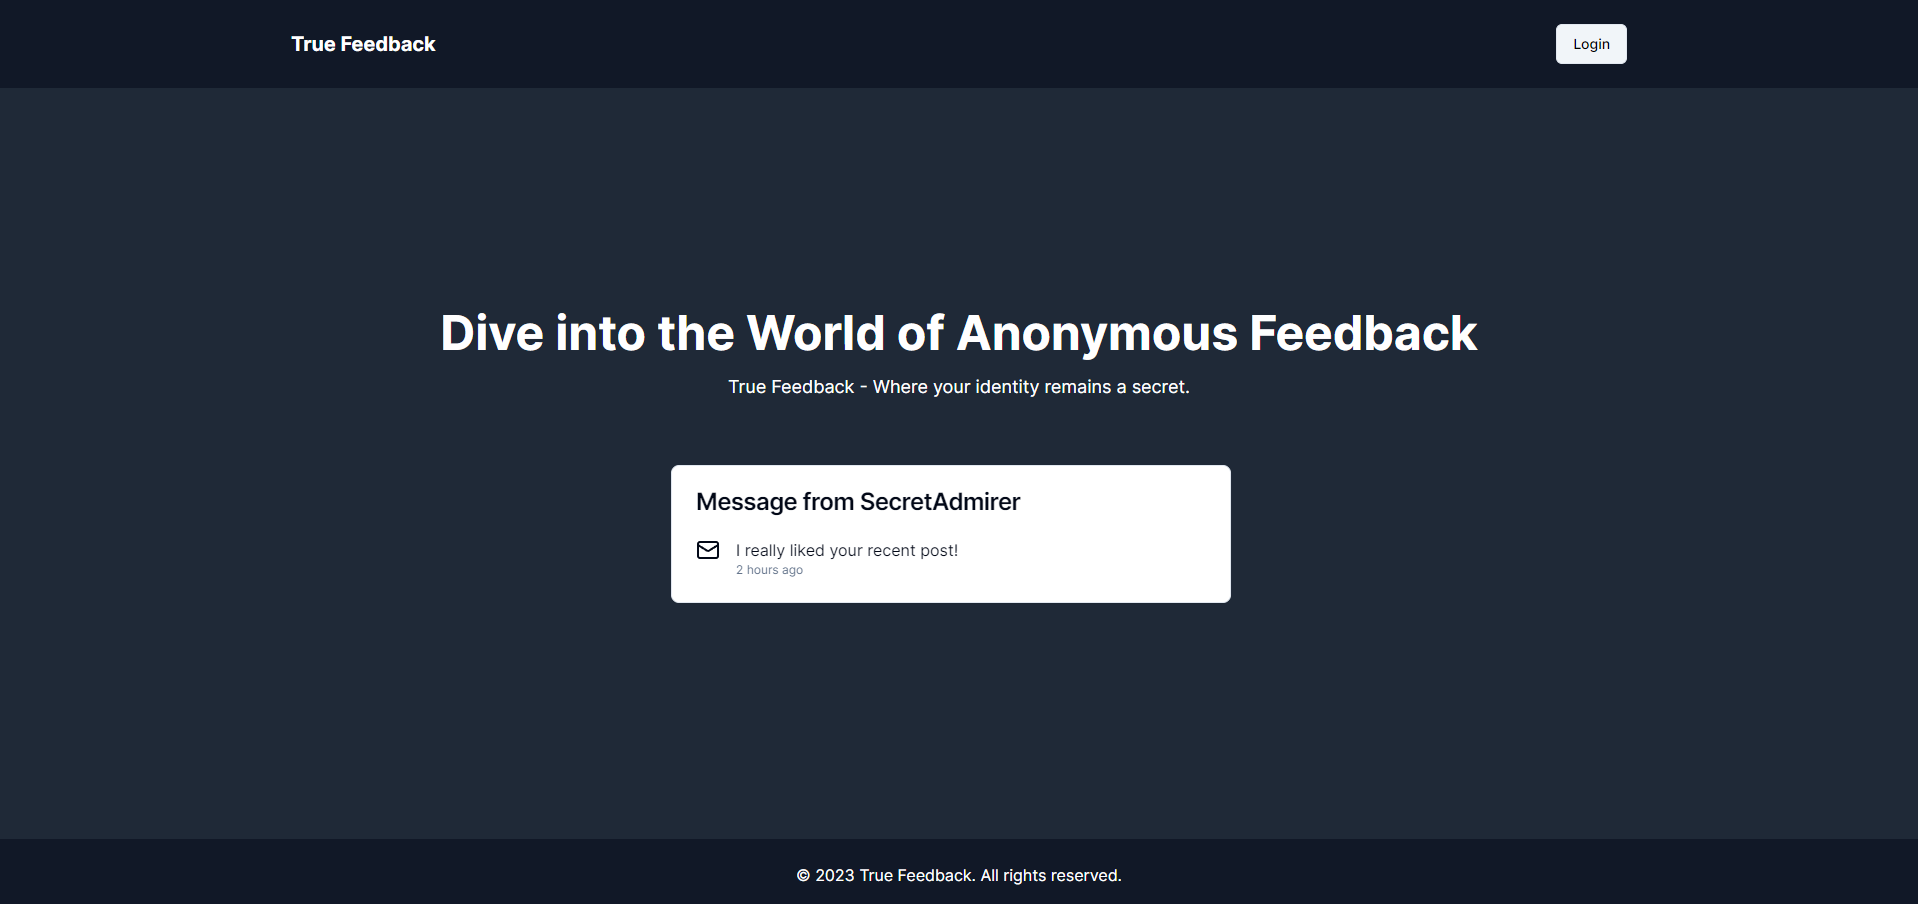 True Feedback
Login
Dive into the World of Anonymous Feedback
True Feedback - Where your identity remains a secret.
Message from SecretAdmirer
I really liked your recent post!
2 hours ago
© 2023 True Feedback. All rights reserved.